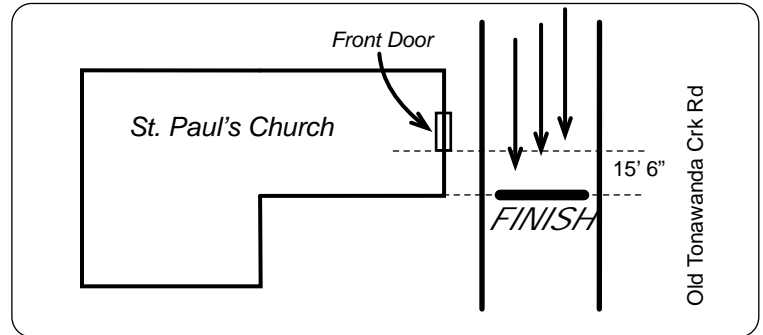 Front Door
St. Paul's Church
15' 6"
FINISH
Old Tonawanda Crk Rd